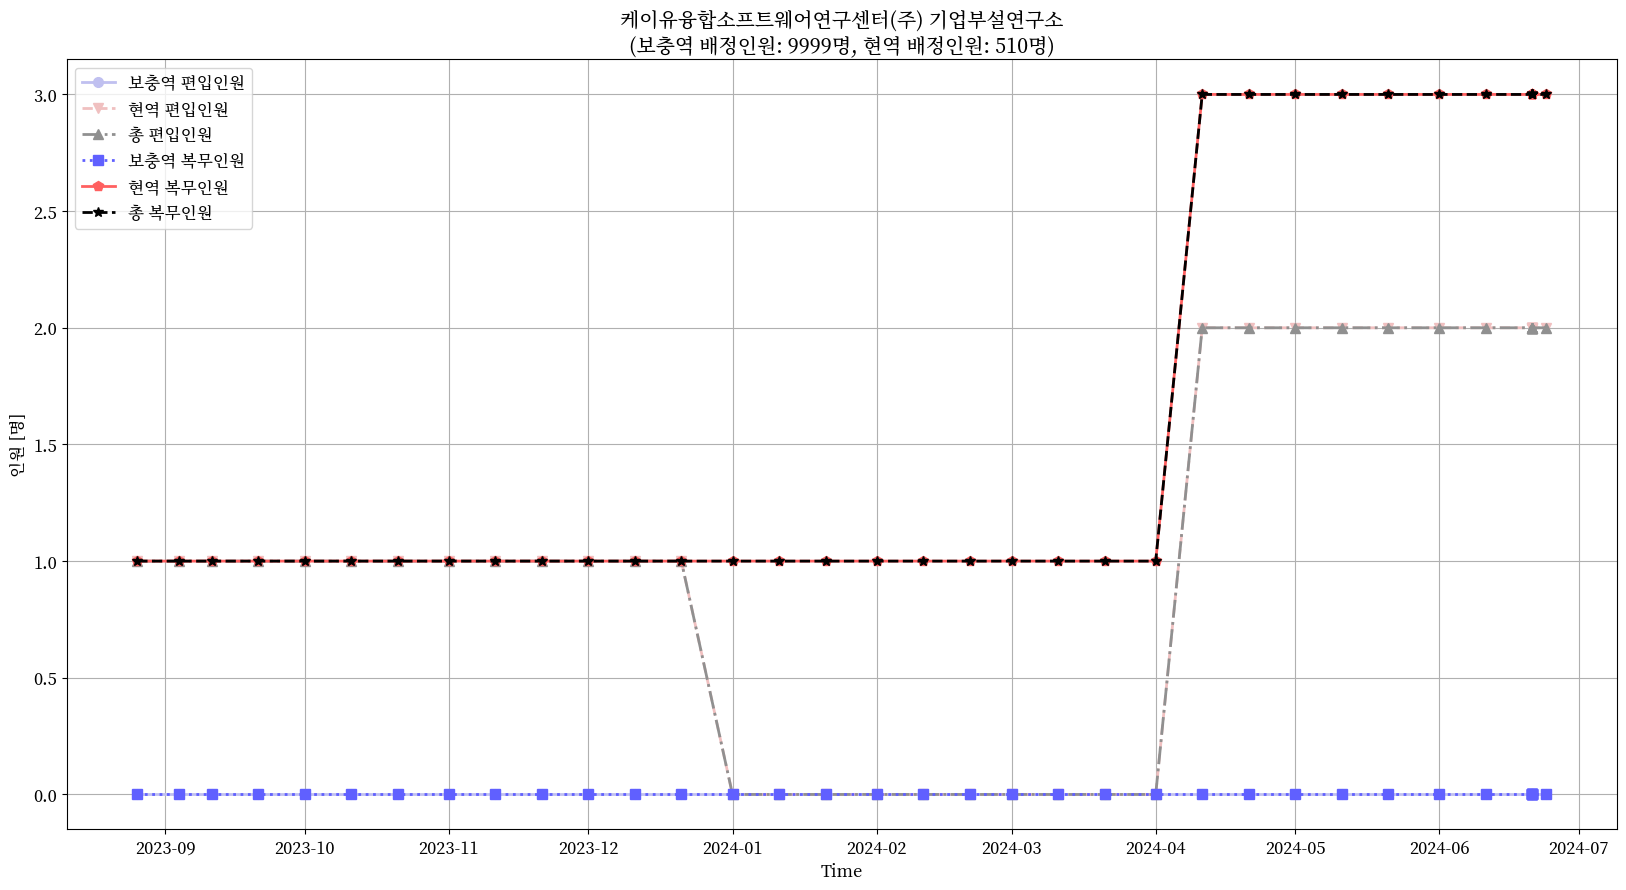 케이유융합소프트웨어연구센터(주) 기업부설연구소
(보충역 배정인원: 9999명, 현역 배정인원: 510명)
보충역 편입인원
현역 편입인원
총 편입인원
보충역 복무인원
현역 복무인원
총 복무인원
3.0
2.5
2.0
1.5
1.0
0.5
0.0
인원 [명]
2023-09
2023-10
2023-11
2023-12
2024-01
2024-02
2024-03
2024-04
2024-05
2024-06
2024-07
Time